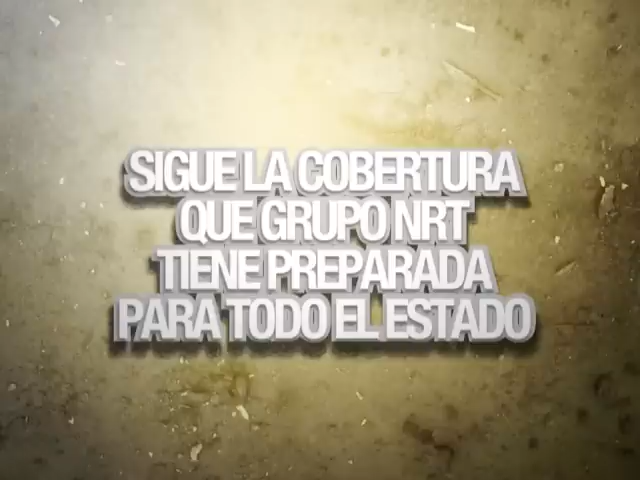 SIGUE LA COBERTURA
QUE GRUPO NRT
TIENE PREPARADA
PARA TODO EL ESTADO